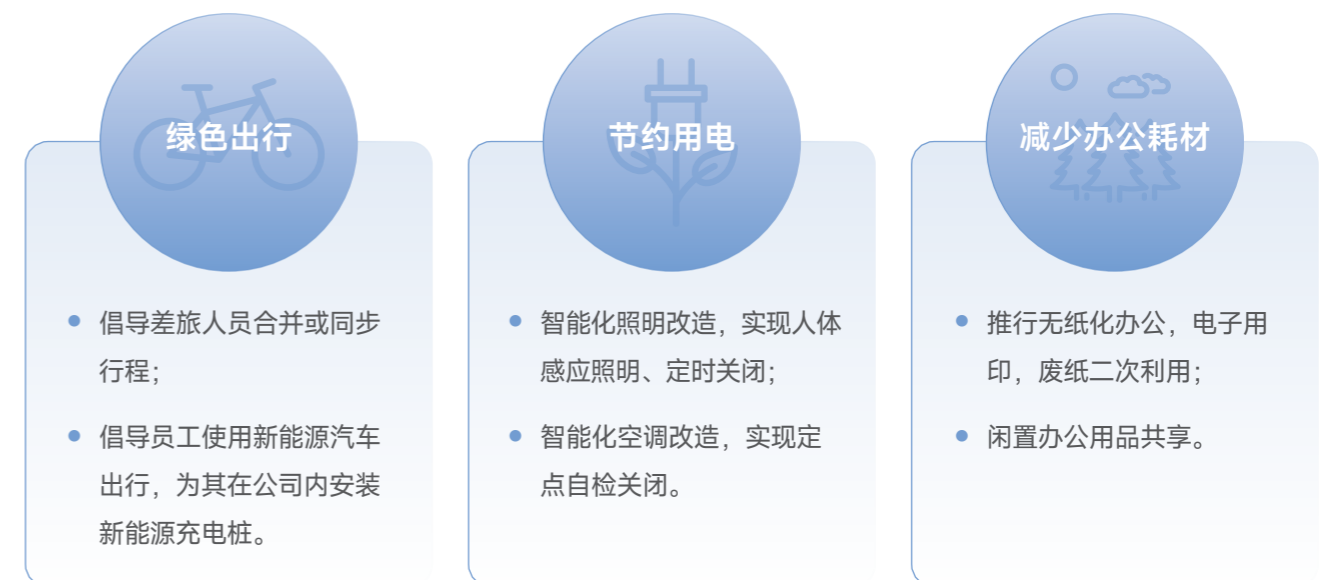 绿色出行
倡导差旅人员合并或同步
行程；
倡导员工使用新能源汽车
出行，为其在公司内安装
新能源充电桩。
节约用电
智能化照明改造，实现人体
感应照明、定时关闭；
智能化空调改造，实现定
点自检关闭。
减少办公耗材
推行无纸化办公，电子用
印，废纸二次利用；
闲置办公用品共享。